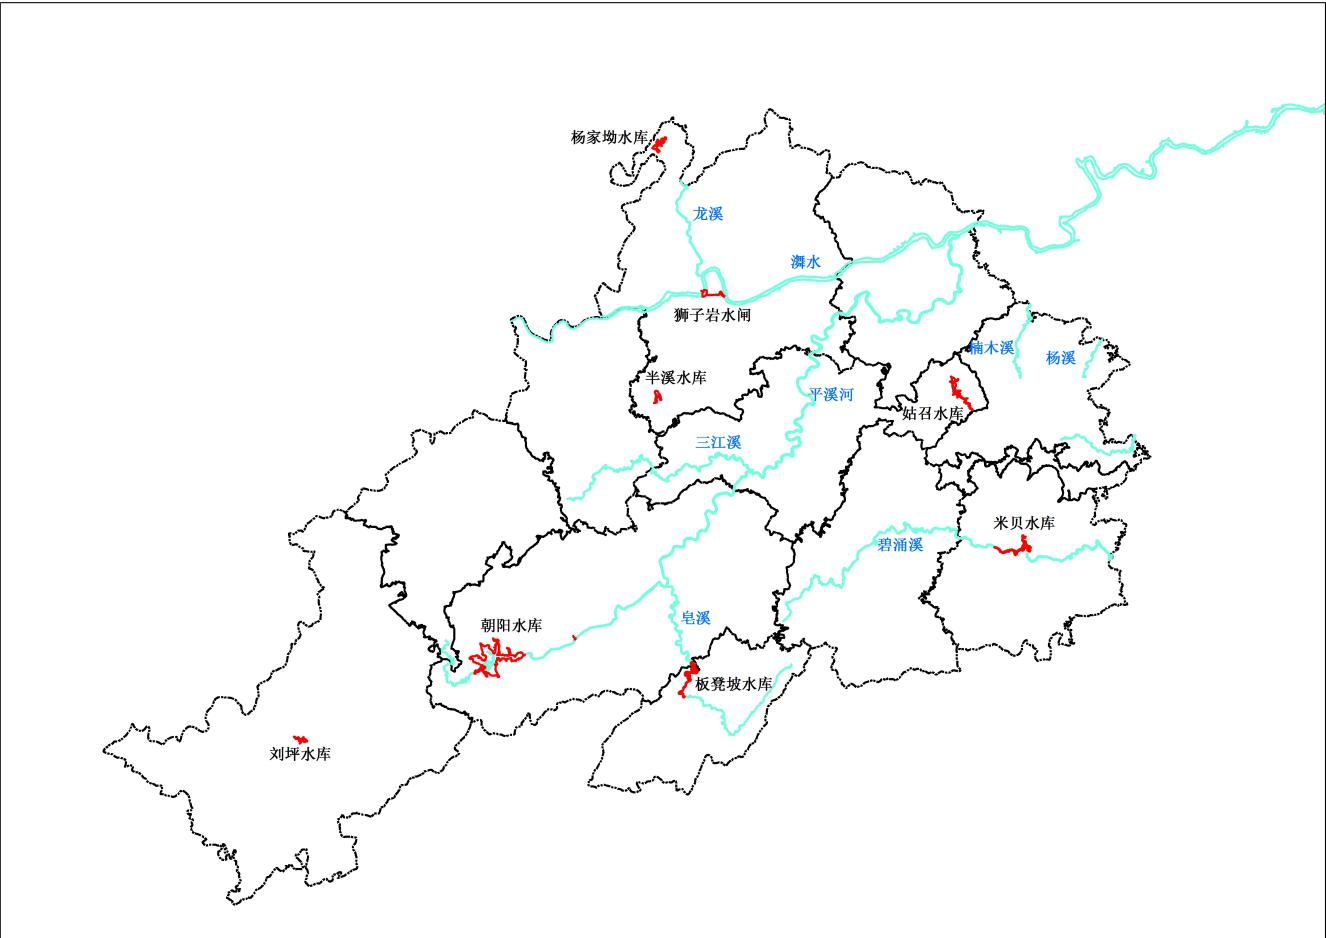 杨家坳水库
龙溪
㵲水
狮子岩水闸
楠木溪
杨溪
半溪水库
平溪河
姑召水库
三江溪
米贝水库
碧涌溪
皂溪
朝阳水库
板凳坡水库
刘坪水库